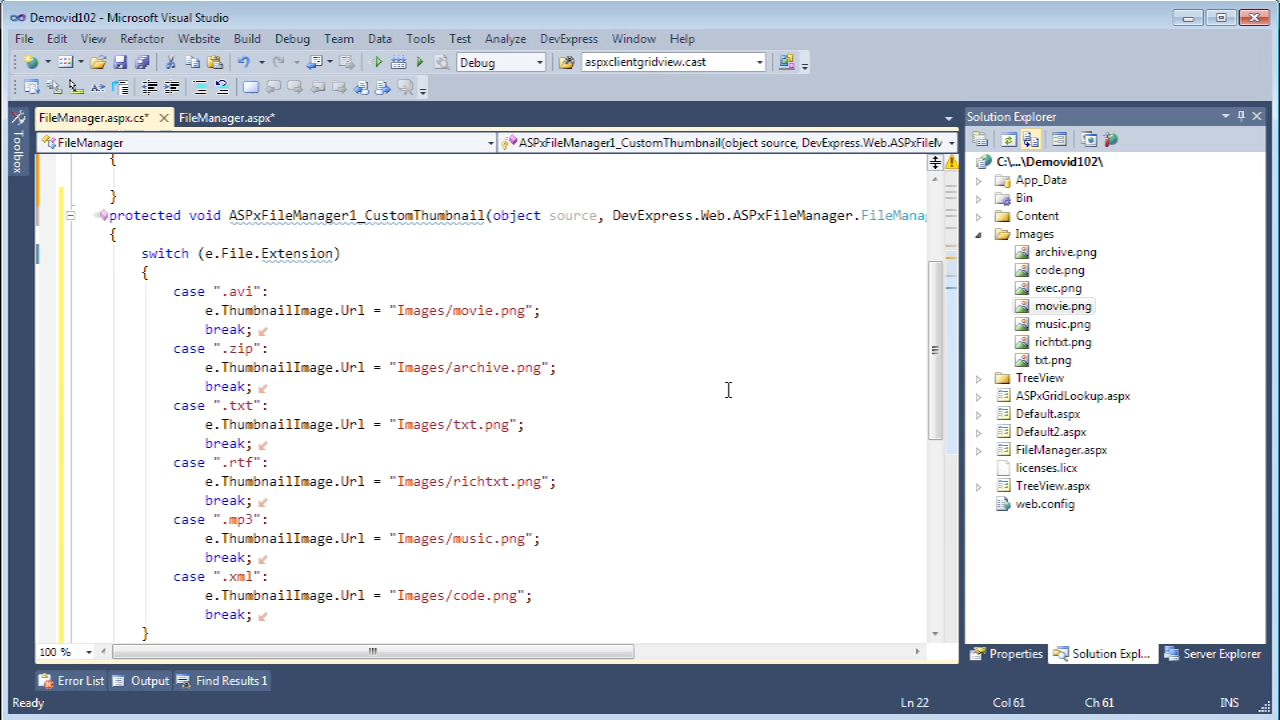 Demovid102 - Microsoft Visual Studio
File Edit View Refactor Website Build Debug Team Data Tools Test Analyze DevExpress Window Help
Debug aspxclientgridview.cast
FileManager.aspx.cs* FileManager.aspx*
FileManager ASPxFileManager1_CustomThumbnail(object source, DevExpress.Web.ASPxFileM
Toolbox
{
}
protected void ASPxFileManager1_CustomThumbnail(object source, DevExpress.Web.ASPxFileManager.FileMana
{
switch (e.File.Extension)
{
case ".avi":
e.ThumbnailImage.Url = "Images/movie.png";
break;
case ".zip":
e.ThumbnailImage.Url = "Images/archive.png";
break;
case ".txt":
e.ThumbnailImage.Url = "Images/txt.png";
break;
case ".rtf":
e.ThumbnailImage.Url = "Images/richtxt.png";
break;
case ".mp3":
e.ThumbnailImage.Url = "Images/music.png";
break;
case ".xml":
e.ThumbnailImage.Url = "Images/code.png";
break;
}
100 %
Solution Explorer
C:\...\Demovid102\
App_Data
Bin
Content
Images
archive.png
code.png
exec.png
movie.png
music.png
richtxt.png
txt.png
TreeView
ASPxGridLookup.aspx
Default.aspx
Default2.aspx
FileManager.aspx
licenses.licx
TreeView.aspx
web.config
Properties Solution Expl... Server Explorer
Error List Output Find Results 1
Ready Ln 22 Col 61 Ch 61 INS